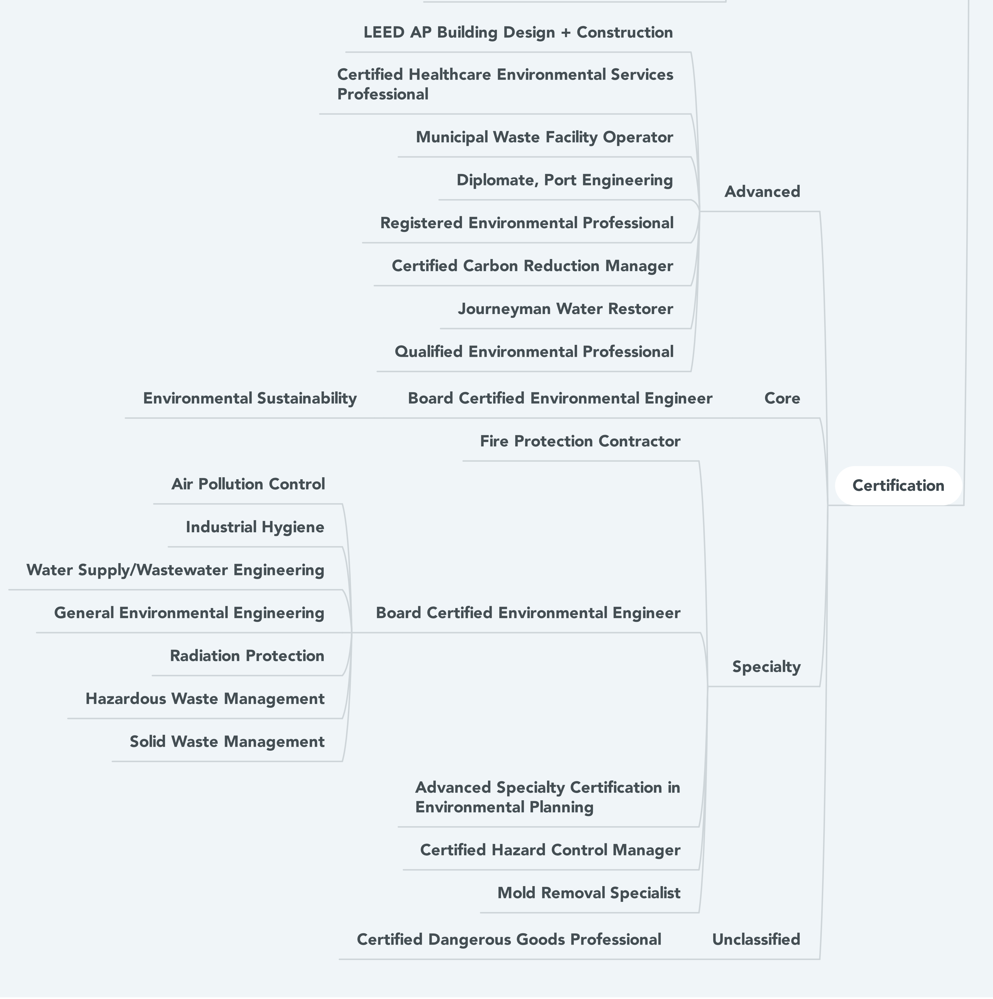 LEED AP Building Design + Construction
Certified Healthcare Environmental Services
Professional
Municipal Waste Facility Operator
Diplomate, Port Engineering
Advanced
Registered Environmental Professional
Certified Carbon Reduction Manager
Journeyman Water Restorer
Qualified Environmental Professional
Environmental Sustainability
Board Certified Environmental Engineer
Core
Fire Protection Contractor
Air Pollution Control
Certification
Industrial Hygiene
Water Supply/Wastewater Engineering
General Environmental Engineering
Board Certified Environmental Engineer
Radiation Protection
Specialty
Hazardous Waste Management
Solid Waste Management
Advanced Specialty Certification in
Environmental Planning
Certified Hazard Control Manager
Mold Removal Specialist
Certified Dangerous Goods Professional
Unclassified